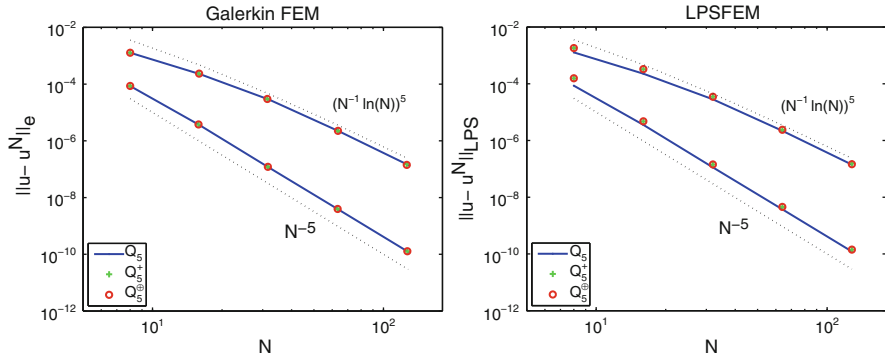 Galerkin FEM
||u− u^N||_e
10^−2
10^−4
10^−6
10^−8
10^−10
10^−12
(N^−1 ln(N))^5
N^−5
Q_5
Q_5^+
Q_5^⊕
10^1
10^2
N
LPSFEM
||u− u^N||_LPS
10^−2
10^−4
10^−6
10^−8
10^−10
10^−12
(N^−1 ln(N))^5
N^−5
Q_5
Q_5^+
Q_5^⊕
10^1
10^2
N